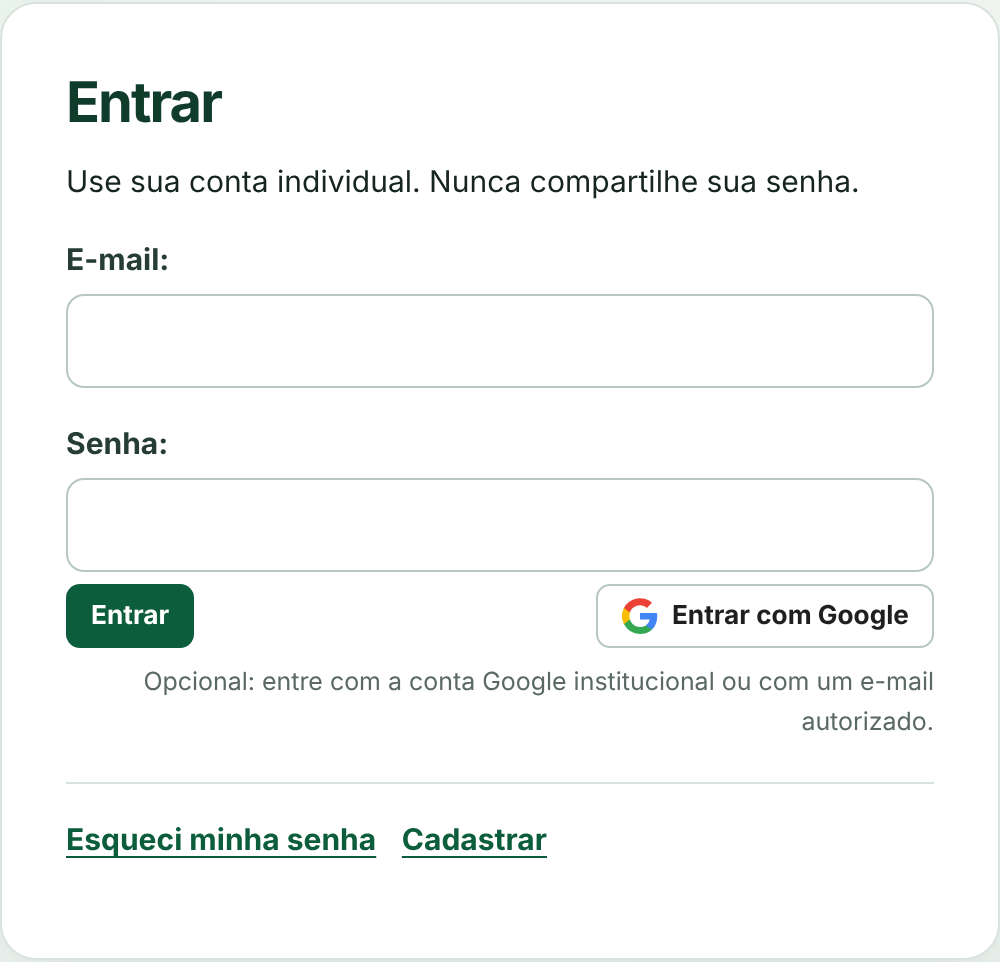 Entrar
Use sua conta individual. Nunca compartilhe sua senha.
E-mail:
Senha:
Entrar
Entrar com Google
Opcional: entre com a conta Google institucional ou com um e-mail
autorizado.
Esqueci minha senha
Cadastrar